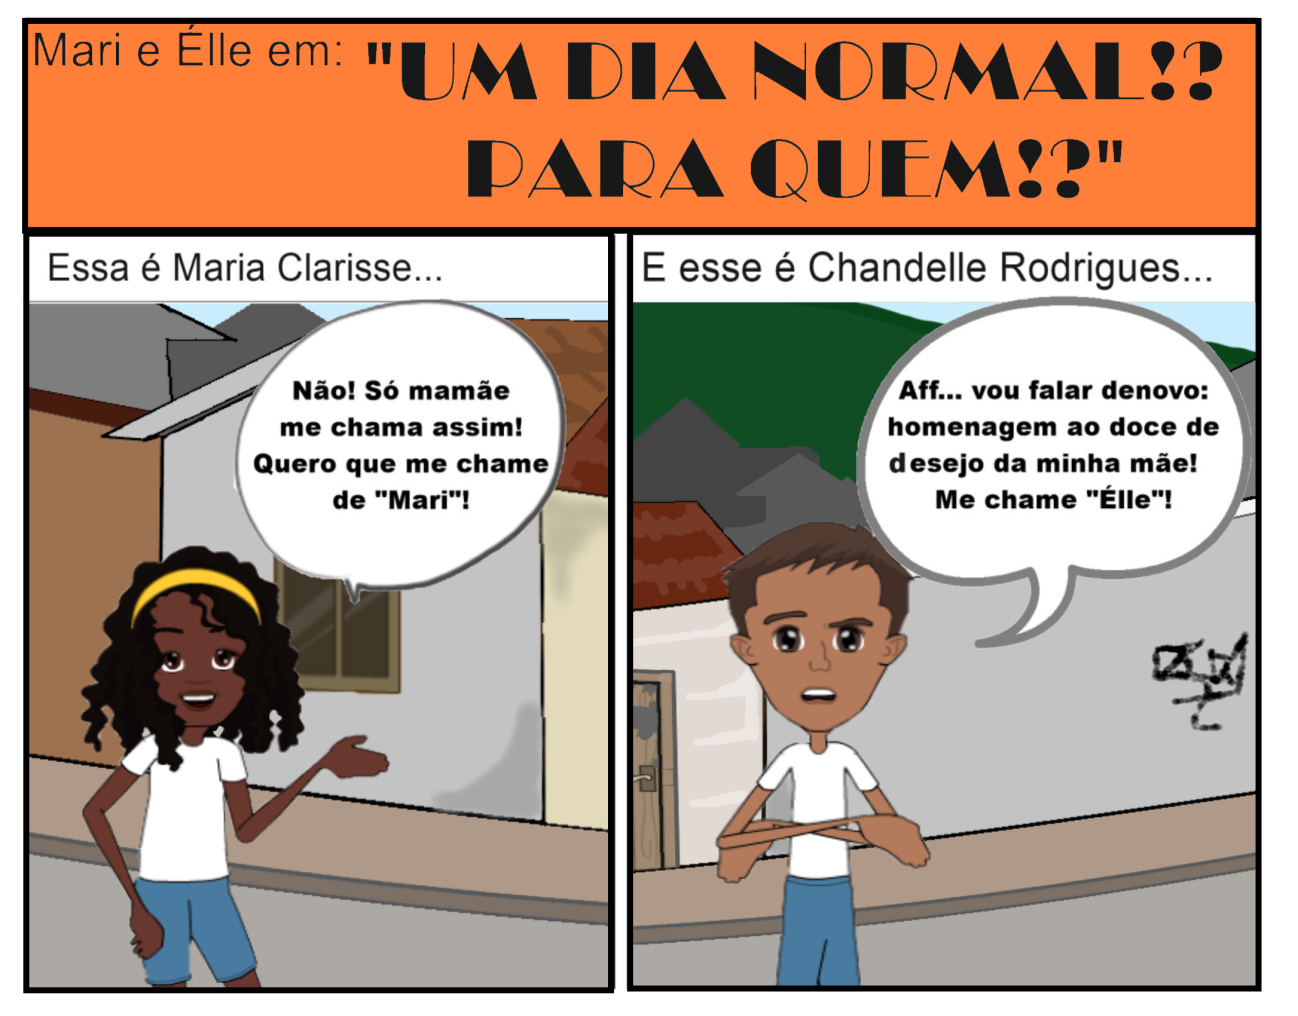 Mari e Élle em: "UM DIA NORMAL!?
PARA QUEM!?"
Essa é Maria Clarisse...
Não! Só mamãe
me chama assim!
Quero que me chame
de "Mari"!
E esse é Chandelle Rodrigues...
Aff... vou falar denovo:
homenagem ao doce de
desejo da minha mãe!
Me chame "Élle"!